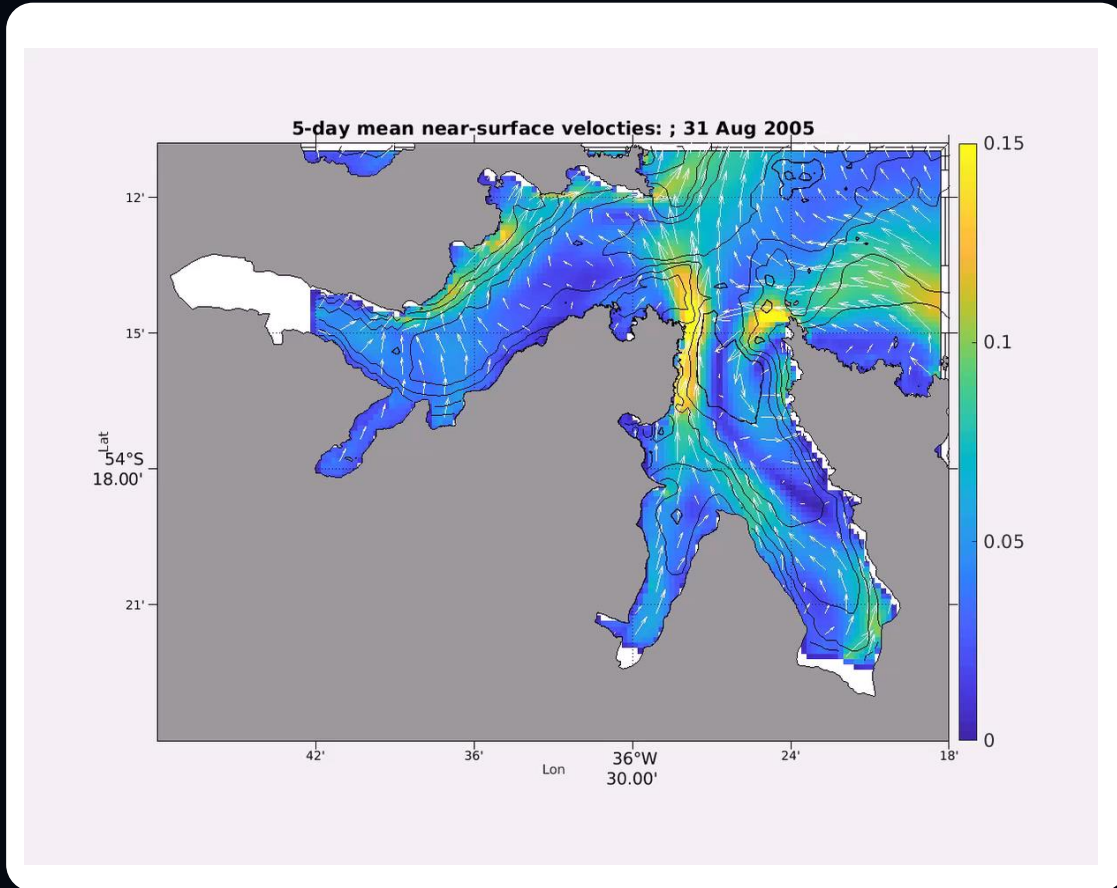 5-day mean near-surface velocties: ; 31 Aug 2005
0.15
12'
15'
0.1
Lat
54°S
18.00'
0.05
21'
0
42'
36'
36°W
30.00'
24'
18'
Lon